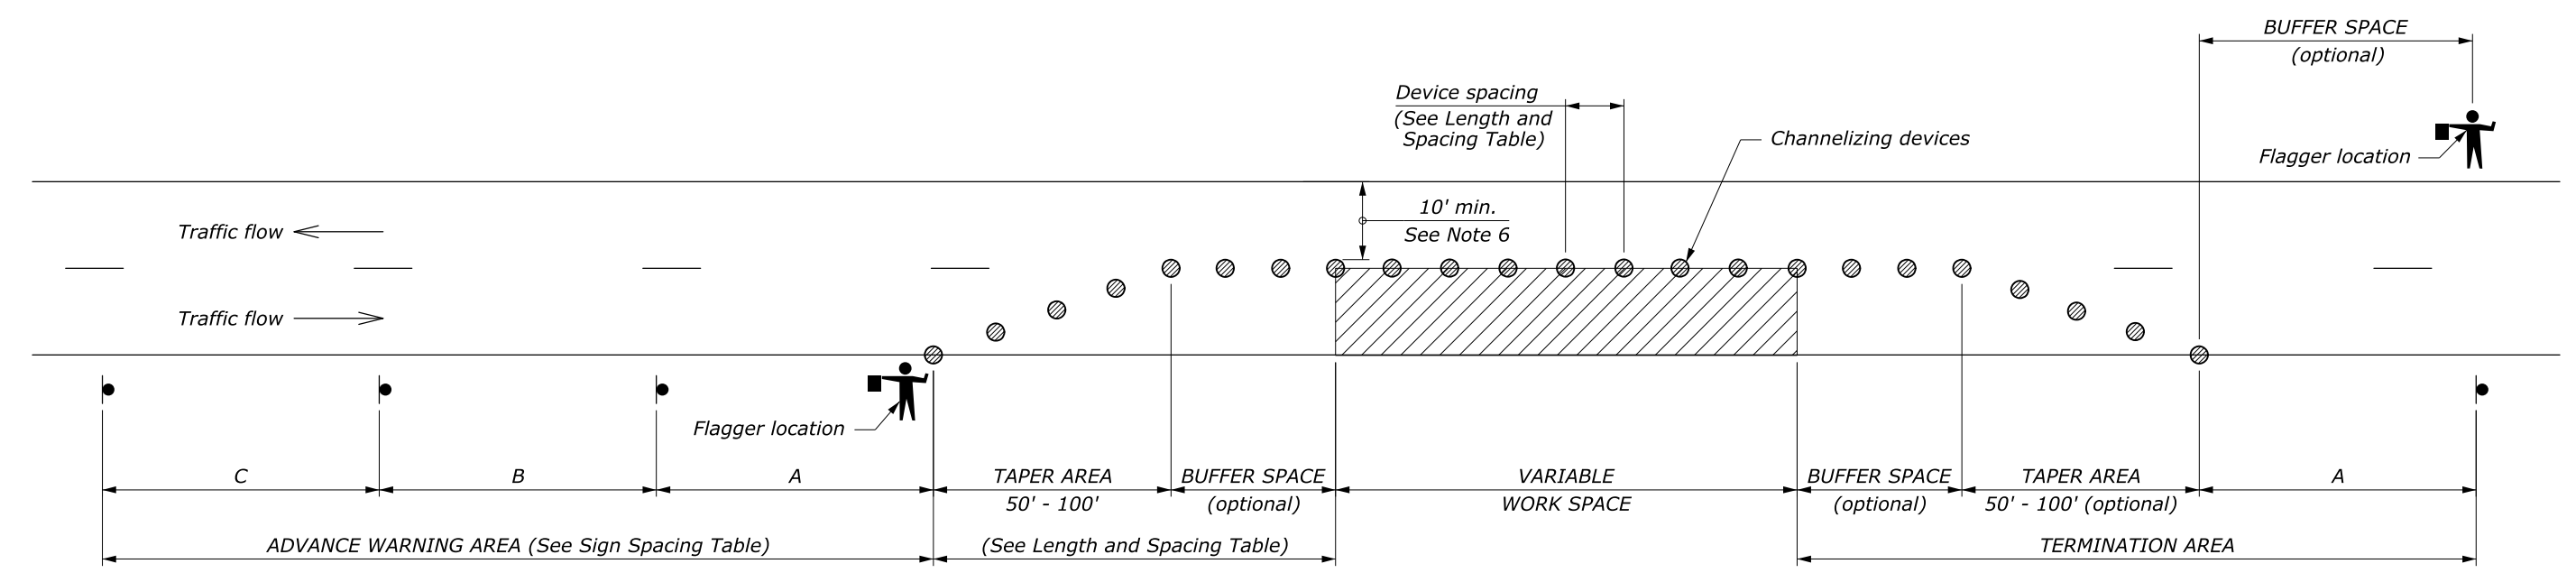 BUFFER SPACE
(optional)
Device spacing
(See Length and
Spacing Table)
Channelizing devices
Flagger location
10' min.
See Note 6
Traffic flow
Traffic flow
Flagger location
C
B
A
TAPER AREA
50' - 100'
BUFFER SPACE
(optional)
VARIABLE
WORK SPACE
BUFFER SPACE
(optional)
TAPER AREA
50' - 100' (optional)
A
ADVANCE WARNING AREA (See Sign Spacing Table)
(See Length and Spacing Table)
TERMINATION AREA